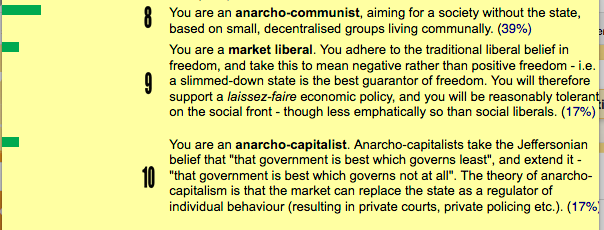 8 You are an anarcho-communist, aiming for a society without the state,
based on small, decentralised groups living communally. (39%)
You are a market liberal. You adhere to the traditional liberal belief in
freedom, and take this to mean negative rather than positive freedom - i.e.
9 a slimmed-down state is the best guarantor of freedom. You will therefore
support a laissez-faire economic policy, and you will be reasonably tolerant
on the social front - though less emphatically so than social liberals. (17%)
You are an anarcho-capitalist. Anarcho-capitalists take the Jeffersonian
belief that "that government is best which governs least", and extend it -
10 "that government is best which governs not at all". The theory of anarcho-
capitalism is that the market can replace the state as a regulator of
individual behaviour (resulting in private courts, private policing etc.). (17%)